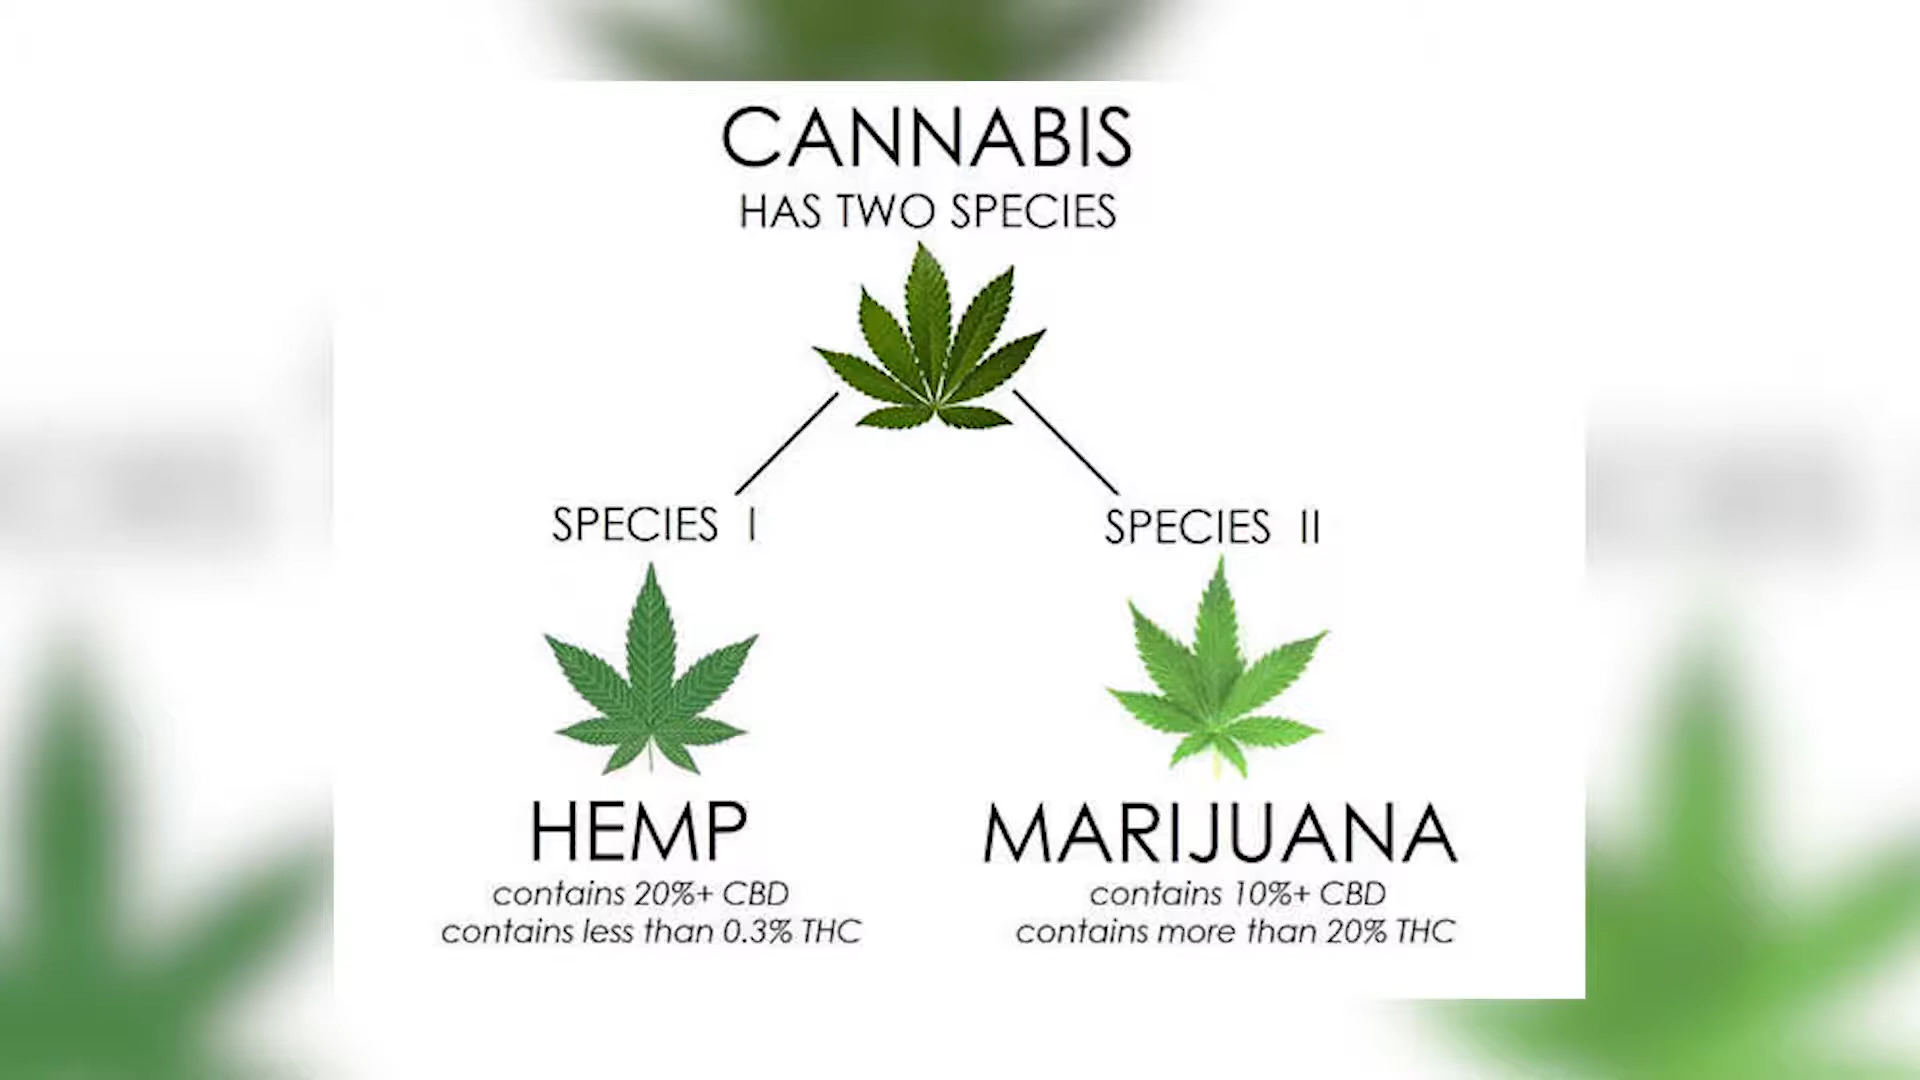 CANNABIS
HAS TWO SPECIES
SPECIES I
SPECIES II
HEMP
contains 20%+ CBD
contains less than 0.3% THC
MARIJUANA
contains 10%+ CBD
contains more than 20% THC